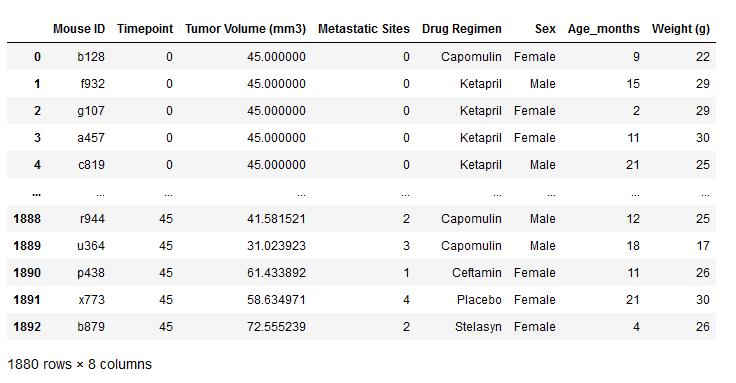 Mouse ID Timepoint Tumor Volume (mm3) Metastatic Sites Drug Regimen Sex Age_months Weight (g)
0 b128 0 45.000000 0 Capomulin Female 9 22
1 f932 0 45.000000 0 Ketapril Male 15 29
2 g107 0 45.000000 0 Ketapril Female 2 29
3 a457 0 45.000000 0 Ketapril Female 11 30
4 c819 0 45.000000 0 Ketapril Male 21 25
... ... ... ... ... ... ... ... ...
1888 r944 45 41.581521 2 Capomulin Male 12 25
1889 u364 45 31.023923 3 Capomulin Male 18 17
1890 p438 45 61.433892 1 Ceftamin Female 11 26
1891 x773 45 58.634971 4 Placebo Female 21 30
1892 b879 45 72.555239 2 Stelasyn Female 4 26
1880 rows × 8 columns